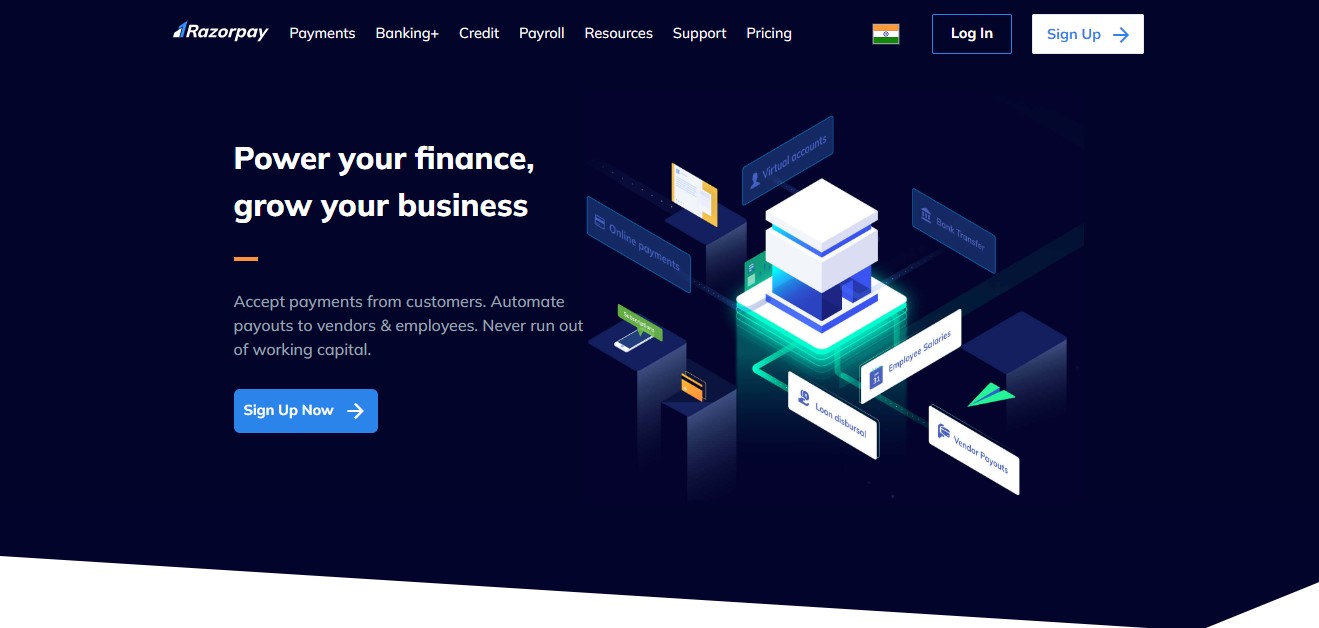 Razorpay
Payments
Banking+
Credit
Payroll
Resources
Support
Pricing
Log In
Sign Up
Power your finance,
grow your business
Accept payments from customers. Automate
payouts to vendors & employees. Never run out
of working capital.
Sign Up Now
Virtual accounts
Online payments
Bank Transfer
Subscriptions
Employee Salaries
31
Loan disbursal
Vendor Payouts